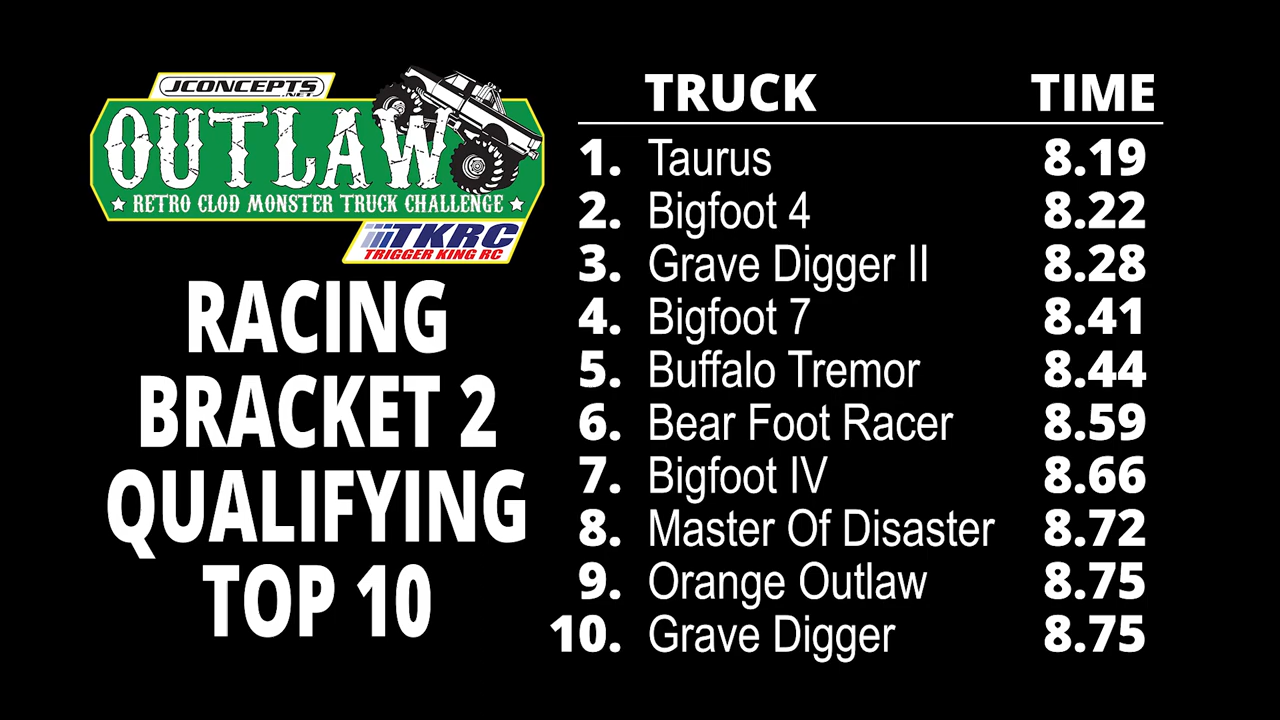 JCONCEPTS
.NET
OUTLAW
★ RETRO CLOD MONSTER TRUCK CHALLENGE ★
TKRC
TRIGGER KING RC
RACING
BRACKET 2
QUALIFYING
TOP 10
TRUCK TIME
1. Taurus 8.19
2. Bigfoot 4 8.22
3. Grave Digger II 8.28
4. Bigfoot 7 8.41
5. Buffalo Tremor 8.44
6. Bear Foot Racer 8.59
7. Bigfoot IV 8.66
8. Master Of Disaster 8.72
9. Orange Outlaw 8.75
10. Grave Digger 8.75